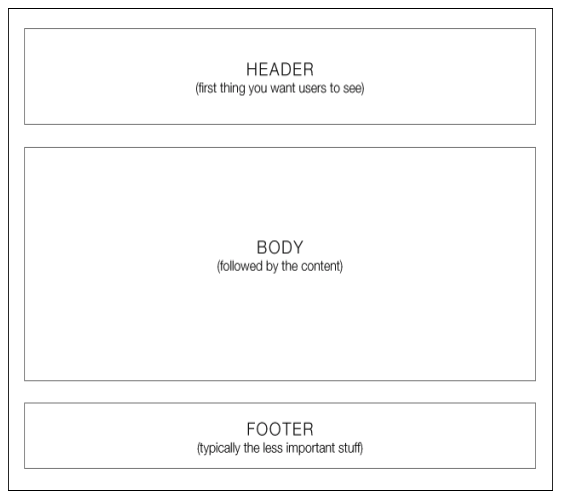 HEADER
(first thing you want users to see)
BODY
(followed by the content)
FOOTER
(typically the less important stuff)